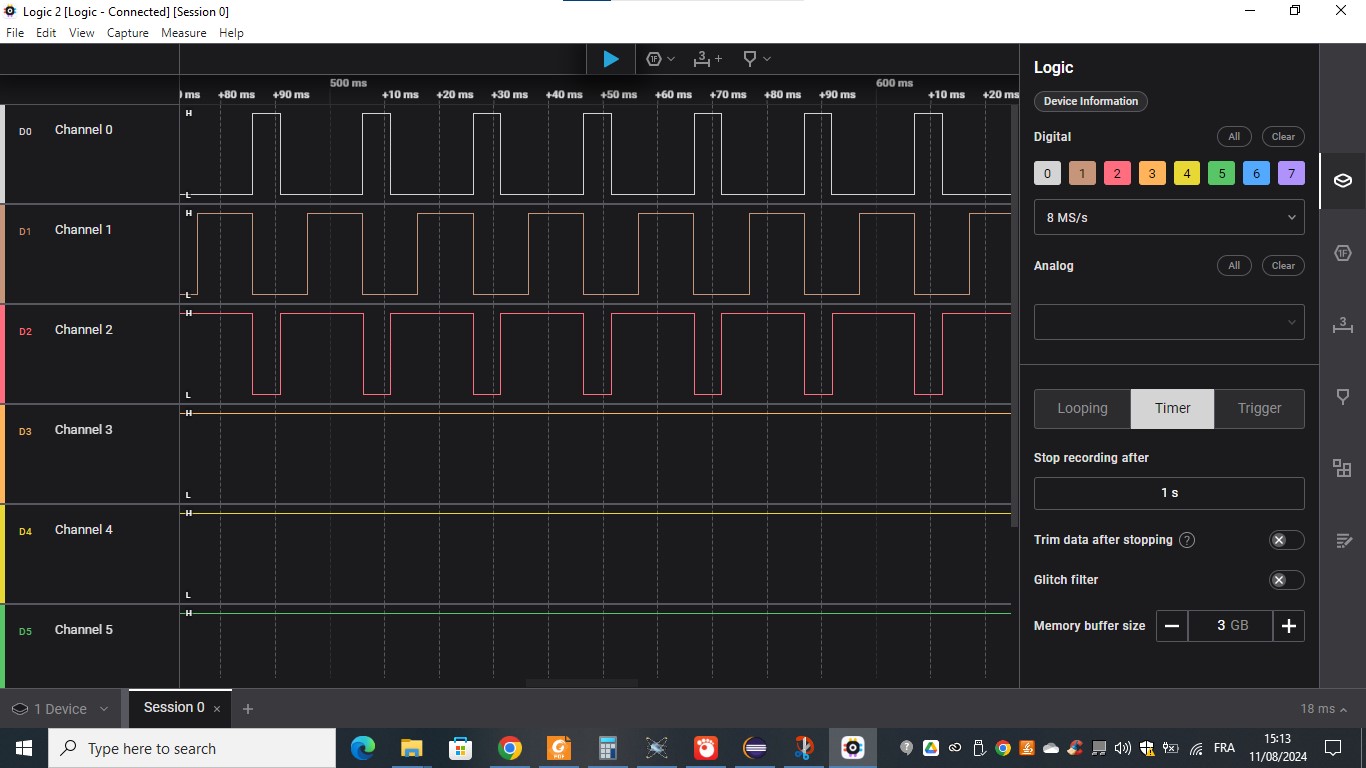 Logic 2 [Logic - Connected] [Session 0]
File Edit View Capture Measure Help
500 ms 600 ms
ms +80 ms +90 ms +10 ms +20 ms +30 ms +40 ms +50 ms +60 ms +70 ms +80 ms +90 ms +10 ms +20 ms
D0 Channel 0 H L
D1 Channel 1 H L
D2 Channel 2 H L
D3 Channel 3 H L
D4 Channel 4 H L
D5 Channel 5 H
Logic
Device Information
Digital All Clear
0 1 2 3 4 5 6 7
8 MS/s
Analog All Clear
Looping Timer Trigger
Stop recording after
1 s
Trim data after stopping ?
Glitch filter
Memory buffer size 3 GB
1F 3
1 Device Session 0 × + 18 ms
Type here to search
FRA
15:13
11/08/2024